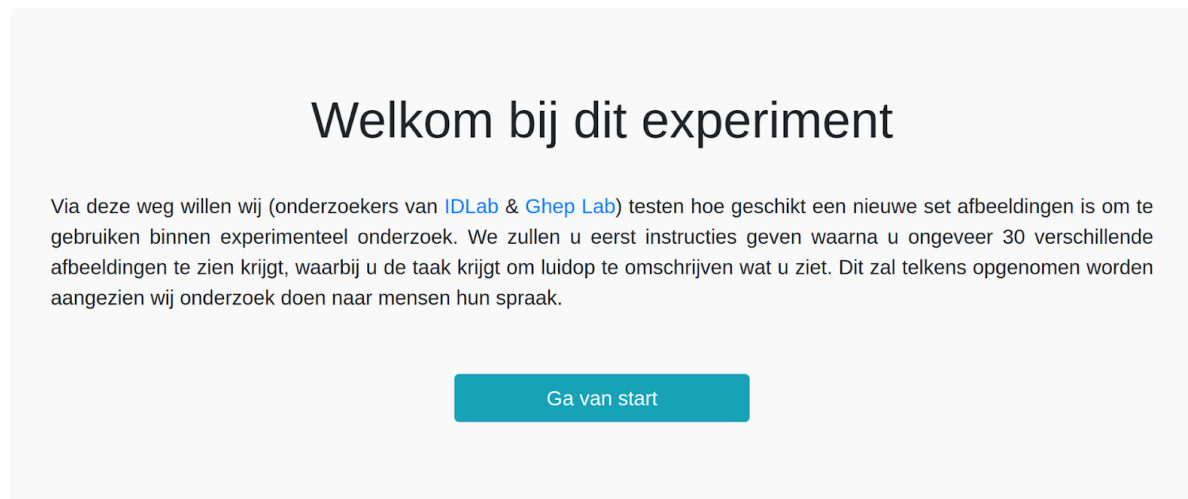 Welkom bij dit experiment
Via deze weg willen wij (onderzoekers van IDLab & Ghep Lab) testen hoe geschikt een nieuwe set afbeeldingen is om te
gebruiken binnen experimenteel onderzoek. We zullen u eerst instructies geven waarna u ongeveer 30 verschillende
afbeeldingen te zien krijgt, waarbij u de taak krijgt om luidop te omschrijven wat u ziet. Dit zal telkens opgenomen worden
aangezien wij onderzoek doen naar mensen hun spraak.
Ga van start